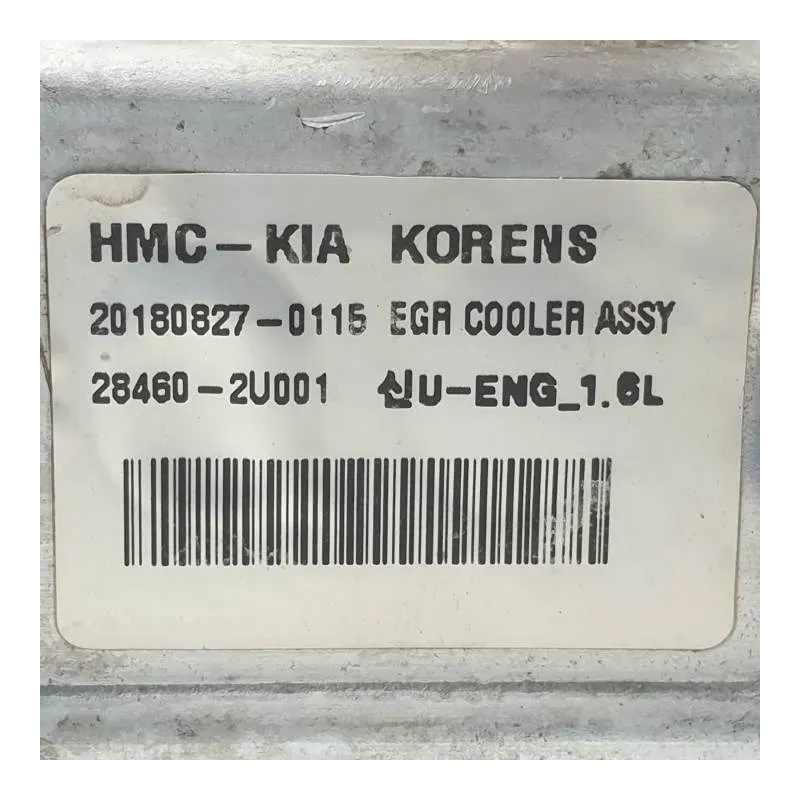 HMC-KIA KORENS
20180827-0115 EGR COOLER ASSY
28460-2U001 신U-ENG_1.6L